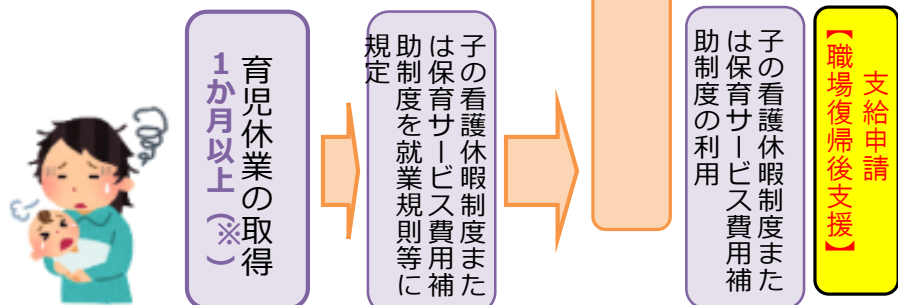 育児休業の取得
1か月以上(※)
子の看護休暇制度また
は保育サービス費用補
助制度を就業規則等に
規定
子の看護休暇制度また
は保育サービス費用補
助制度の利用
支給申請
【職場復帰後支援】